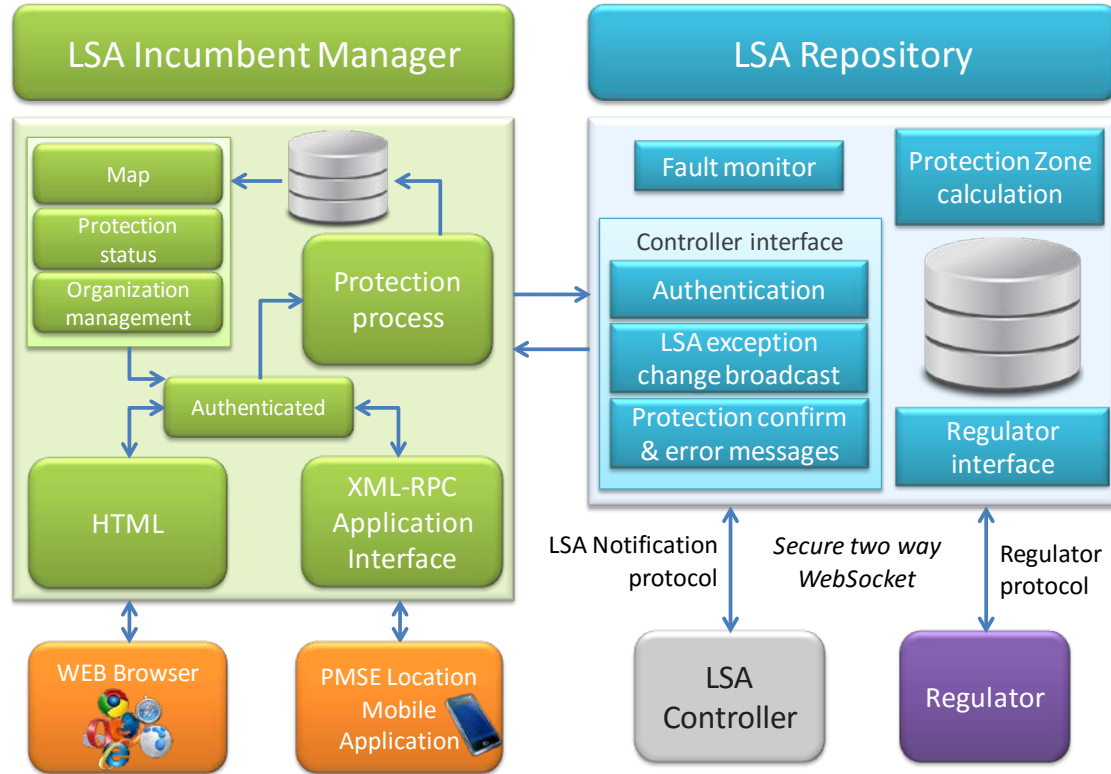 LSA Incumbent Manager
Map
Protection
status
Organization
management
Protection
process
Authenticated
HTML
XML-RPC
Application
Interface
WEB Browser
PMSE Location
Mobile
Application
LSA Repository
Fault monitor
Protection Zone
calculation
Controller interface
Authentication
LSA exception
change broadcast
Protection confirm
& error messages
Regulator
interface
LSA Notification
protocol
Secure two way
WebSocket
Regulator
protocol
LSA
Controller
Regulator